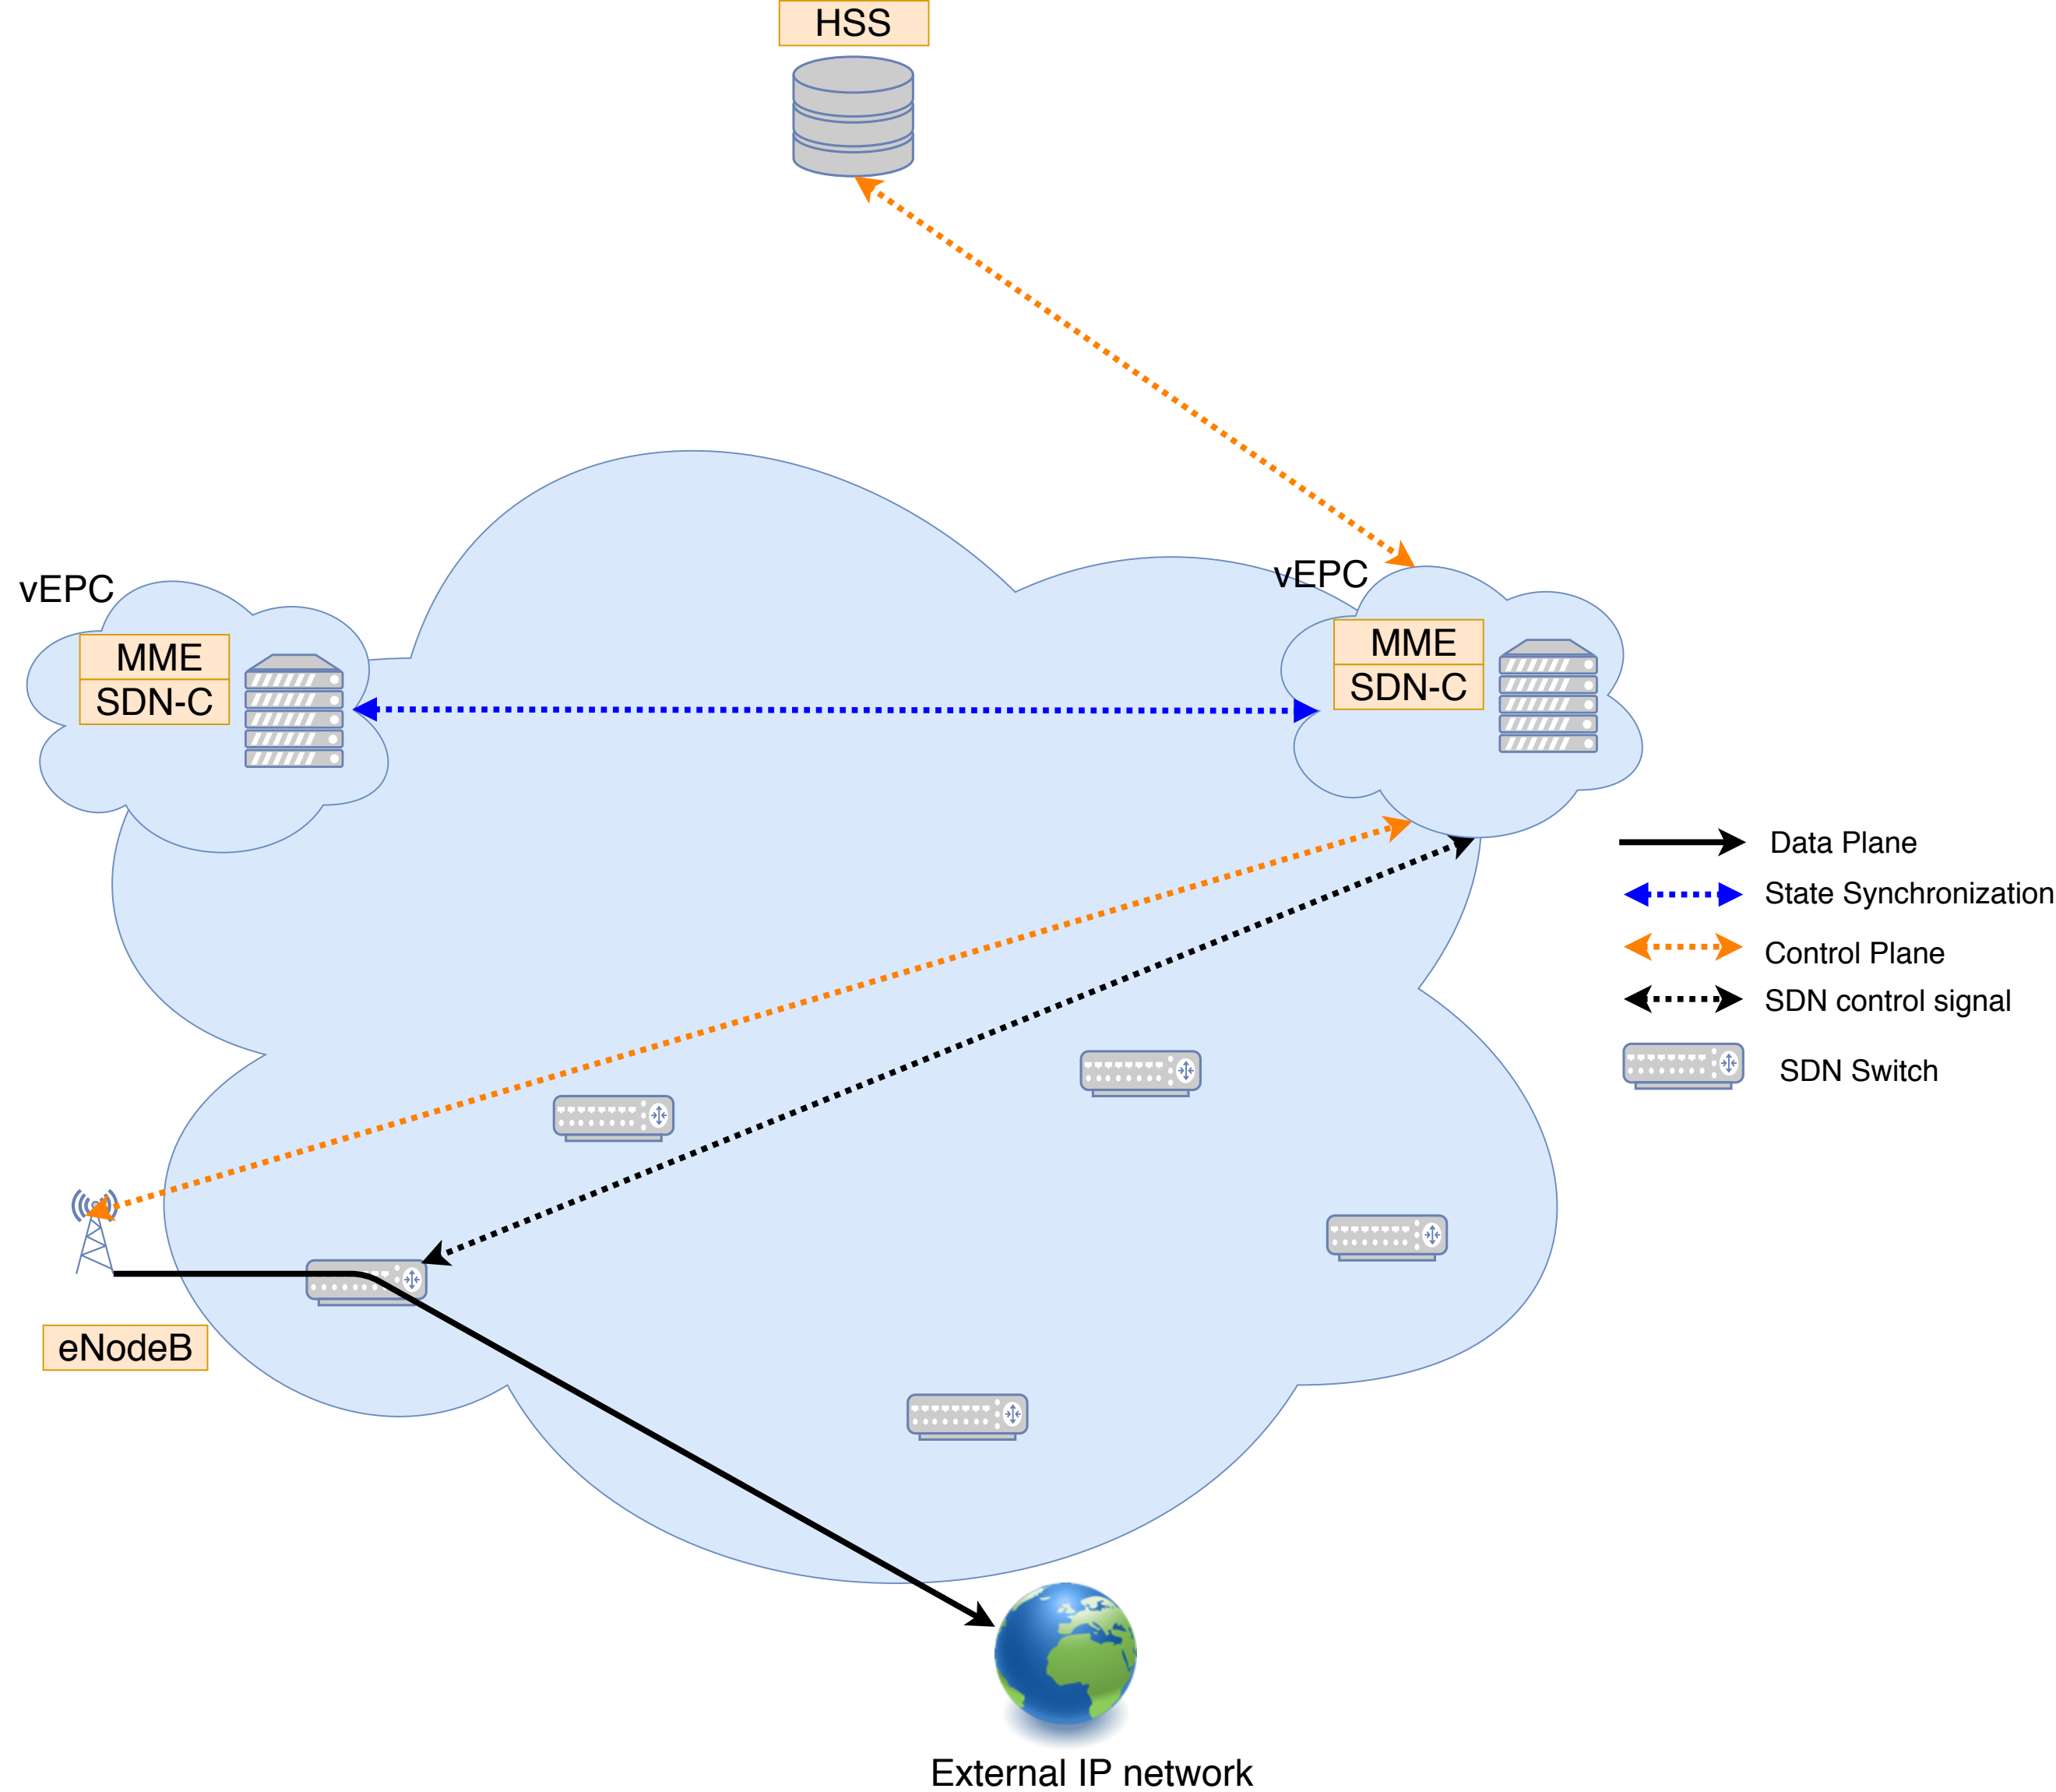 HSS
vEPC
MME
SDN-C
vEPC
MME
SDN-C
Data Plane
State Synchronization
Control Plane
SDN control signal
SDN Switch
eNodeB
External IP network